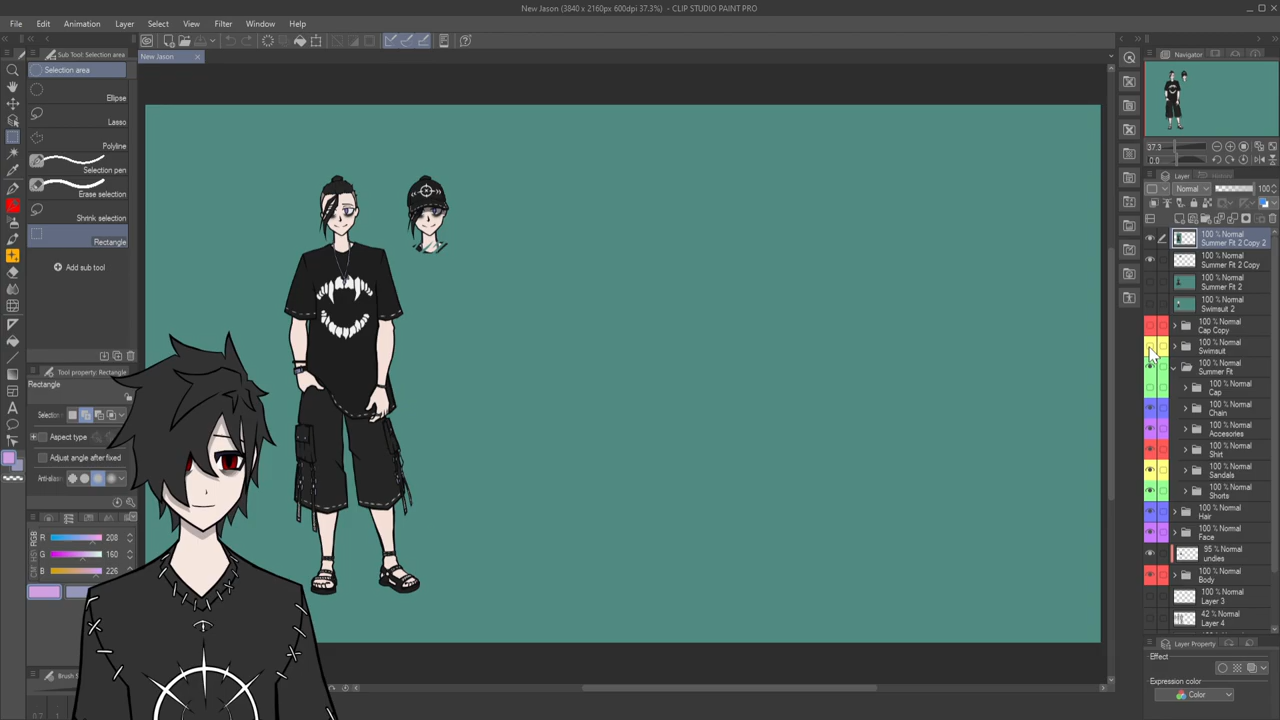 New Jason (3840 x 2160px 600dpi 37.3%) - CLIP STUDIO PAINT PRO
File Edit Animation Layer Select View Filter Window Help
Sub Tool: Selection area
New Jason
Navigator
Selection area
Ellipse
Lasso
Polyline
Selection pen
Erase selection
Shrink selection
Rectangle
Add sub tool
37.3
0.0
Layer
Normal
100
100 % Normal
Summer Fit 2 Copy 2
100 % Normal
Summer Fit 2 Copy
100 % Normal
Summer Fit 2
100 % Normal
Swimsuit 2
100 % Normal
Cap Copy
100 % Normal
Swimsuit
100 % Normal
Summer Fit
100 % Normal
Cap
100 % Normal
Chain
100 % Normal
Accesories
100 % Normal
Shirt
100 % Normal
Sandals
100 % Normal
Shorts
100 % Normal
Hair
100 % Normal
Face
95 % Normal
undies
100 % Normal
Body
100 % Normal
Layer 3
42 % Normal
Layer 4
Tool property: Rectangle
Rectangle
Selection
Aspect type
Adjust angle after fixed
Anti-alias
RGB
R 208
G 160
B 226
Brush S
0.7
Layer Property
Effect
Expression color
Color